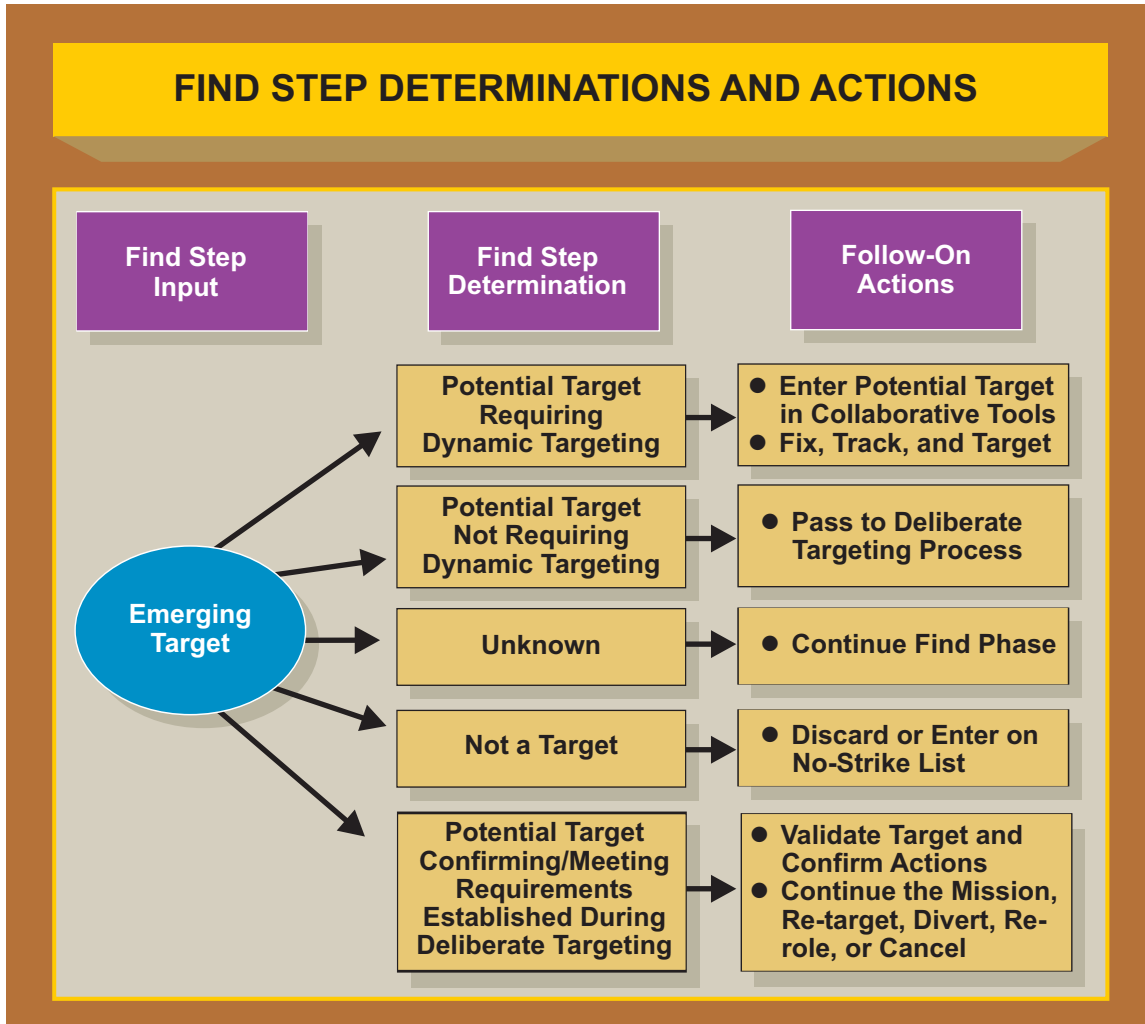 FIND STEP DETERMINATIONS AND ACTIONS
Find Step
Input
Find Step
Determination
Follow-On
Actions
Emerging
Target
Potential Target
Requiring
Dynamic Targeting
● Enter Potential Target
in Collaborative Tools
● Fix, Track, and Target
Potential Target
Not Requiring
Dynamic Targeting
● Pass to Deliberate
Targeting Process
Unknown
● Continue Find Phase
Not a Target
● Discard or Enter on
No-Strike List
Potential Target
Confirming/Meeting
Requirements
Established During
Deliberate Targeting
● Validate Target and
Confirm Actions
● Continue the Mission,
Re-target, Divert, Re-
role, or Cancel